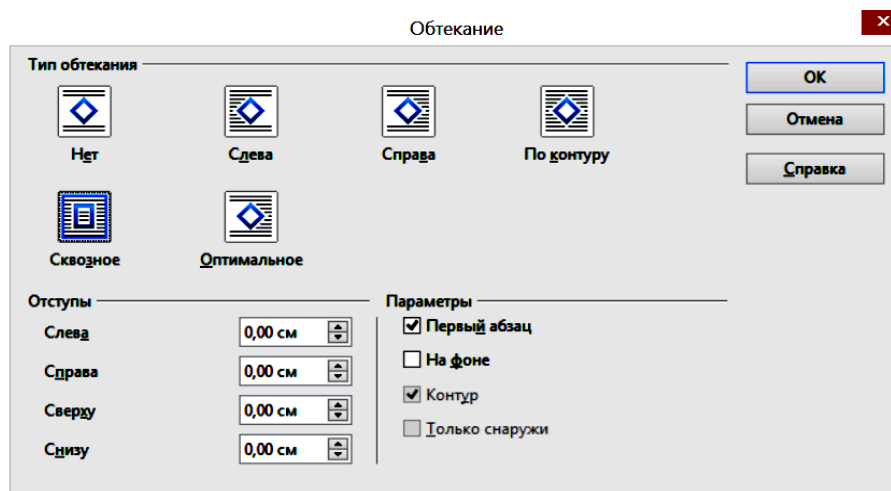 Обтекание
Тип обтекания
OK
Нет Слева Справа По контуру
Отмена
Справка
Сквозное Оптимальное
Отступы
Слева 0,00 см
Справа 0,00 см
Сверху 0,00 см
Снизу 0,00 см
Параметры
Первый абзац
На фоне
Контур
Только снаружи